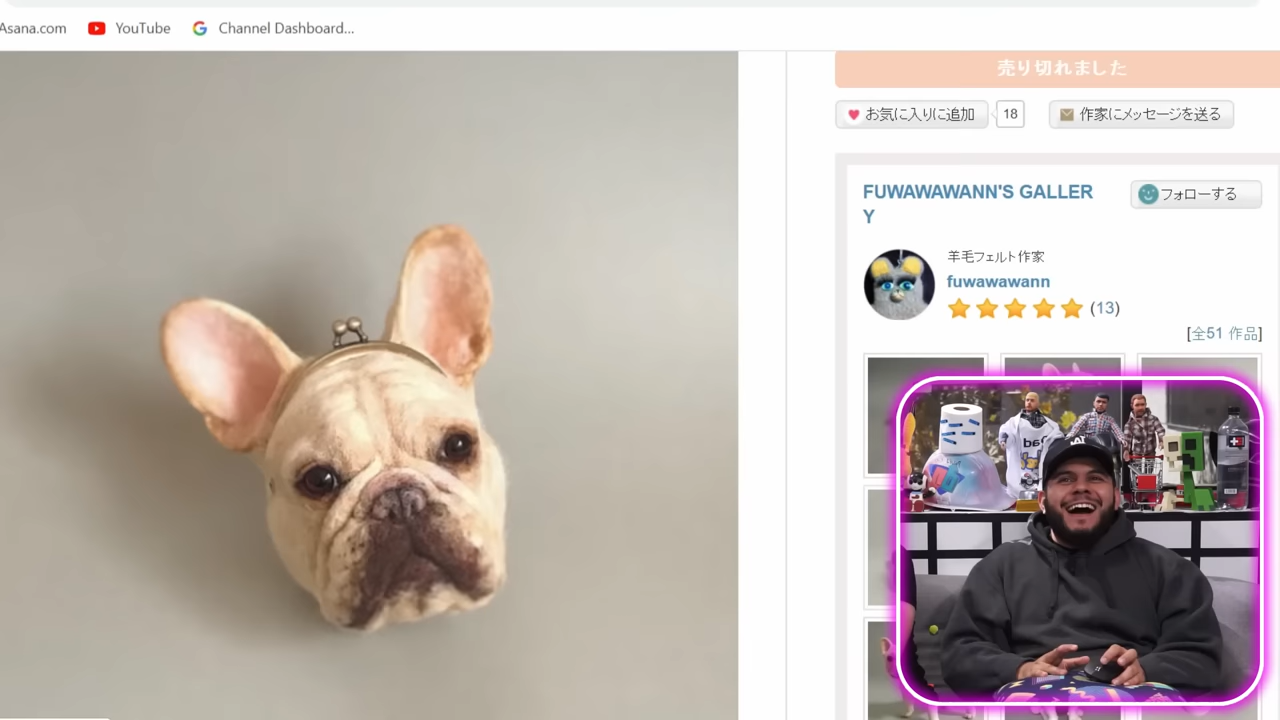 Asana.com
YouTube
Channel Dashboard...
売り切れました
お気に入りに追加
18
作家にメッセージを送る
FUWAWAWANN'S GALLER
Y
フォローする
羊毛フェルト作家
fuwawawann
(13)
[全51 作品]